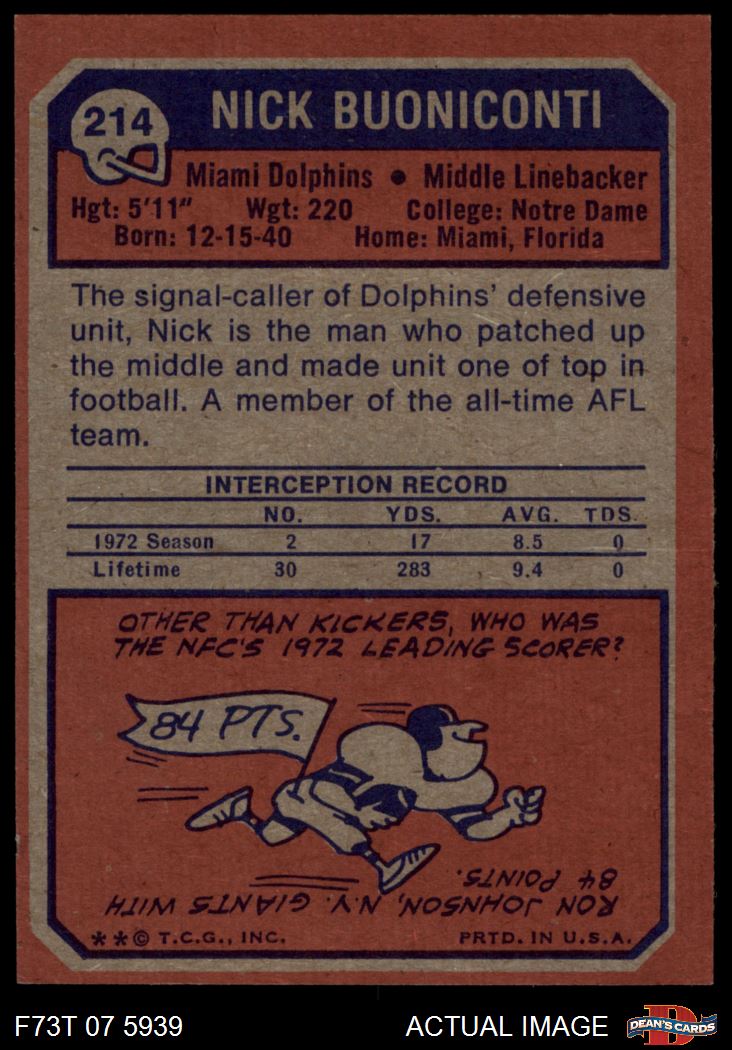 214
NICK BUONICONTI
Miami Dolphins • Middle Linebacker
Hgt: 5'11" Wgt: 220 College: Notre Dame
Born: 12-15-40 Home: Miami, Florida
The signal-caller of Dolphins' defensive
unit, Nick is the man who patched up
the middle and made unit one of top in
football. A member of the all-time AFL
team.
INTERCEPTION RECORD
NO. YDS. AVG. TDS.
1972 Season 2 17 8.5 0
Lifetime 30 283 9.4 0
OTHER THAN KICKERS, WHO WAS
THE NFC'S 1972 LEADING SCORER?
84 PTS.
RON JOHNSON, N.Y. GIANTS WITH
84 POINTS.
**© T.C.G., INC. PRTD. IN U.S.A.
F73T 07 5939 ACTUAL IMAGE
D
DEAN'S CARDS